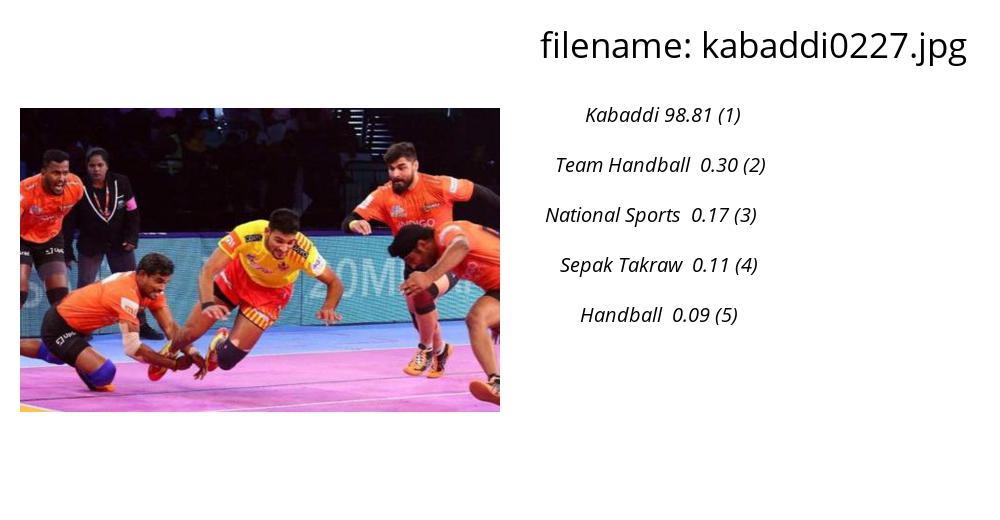 filename: kabaddi0227.jpg
Kabaddi 98.81 (1)
Team Handball 0.30 (2)
National Sports 0.17 (3)
Sepak Takraw 0.11 (4)
Handball 0.09 (5)
20M